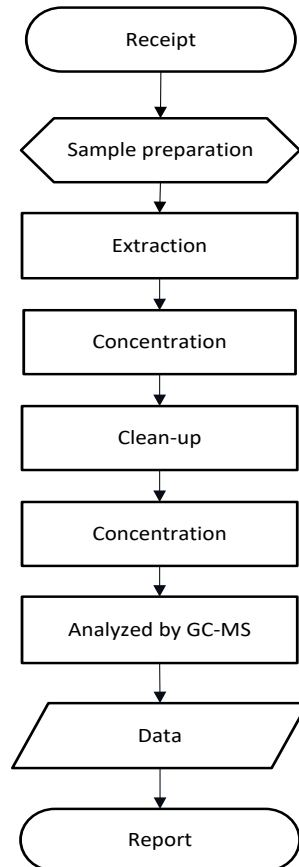 Receipt
Sample preparation
Extraction
Concentration
Clean-up
Concentration
Analyzed by GC-MS
Data
Report